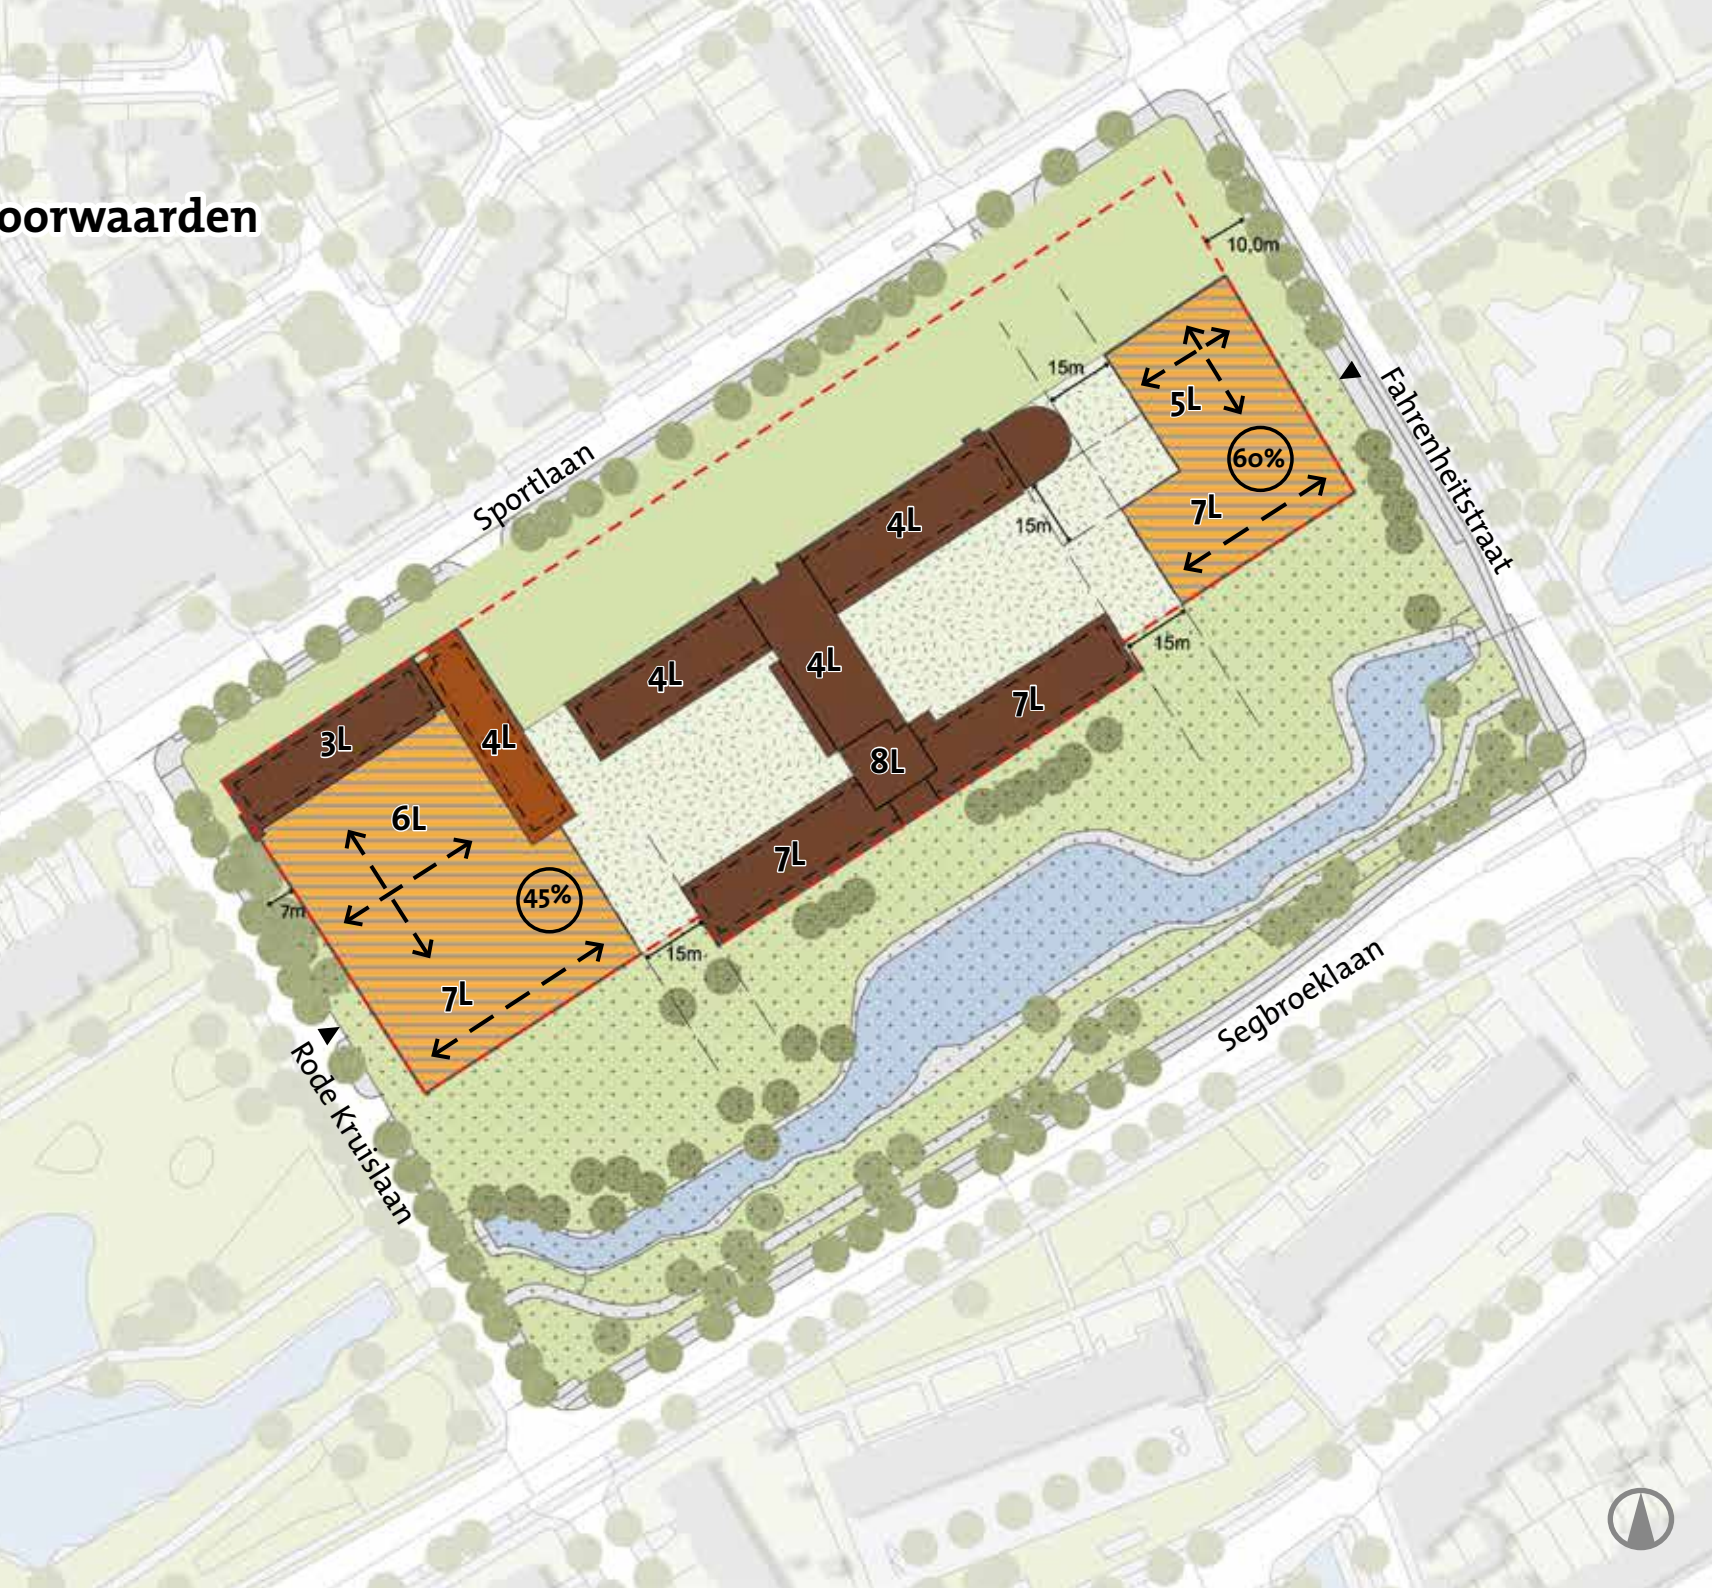 oorwaarden
10,0m
15m
Sportlaan
Fahrenheitstraat
5L
60%
7L
4L
15m
15m
4L
4L
7L
3L
4L
8L
6L
7L
45%
7m
15m
7L
Segbroeklaan
Rode Kruislaan